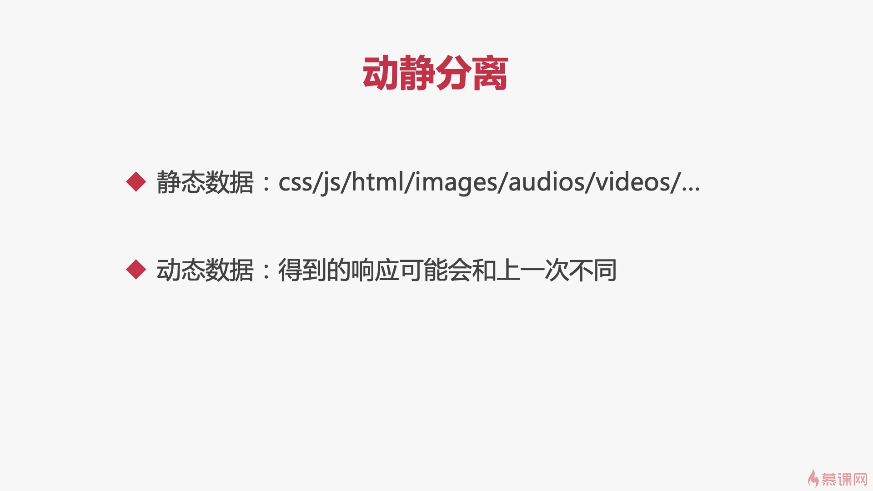 动静分离
静态数据：css/js/html/images/audios/videos/...
动态数据：得到的响应可能会和上一次不同
慕课网